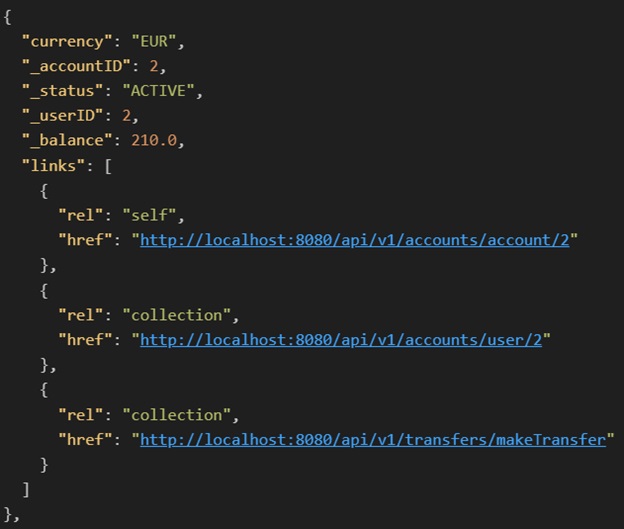 {
  "currency": "EUR",
  "_accountID": 2,
  "_status": "ACTIVE",
  "_userID": 2,
  "_balance": 210.0,
  "links": [
    {
      "rel": "self",
      "href": "http://localhost:8080/api/v1/accounts/account/2"
    },
    {
      "rel": "collection",
      "href": "http://localhost:8080/api/v1/accounts/user/2"
    },
    {
      "rel": "collection",
      "href": "http://localhost:8080/api/v1/transfers/makeTransfer"
    }
  ]
},